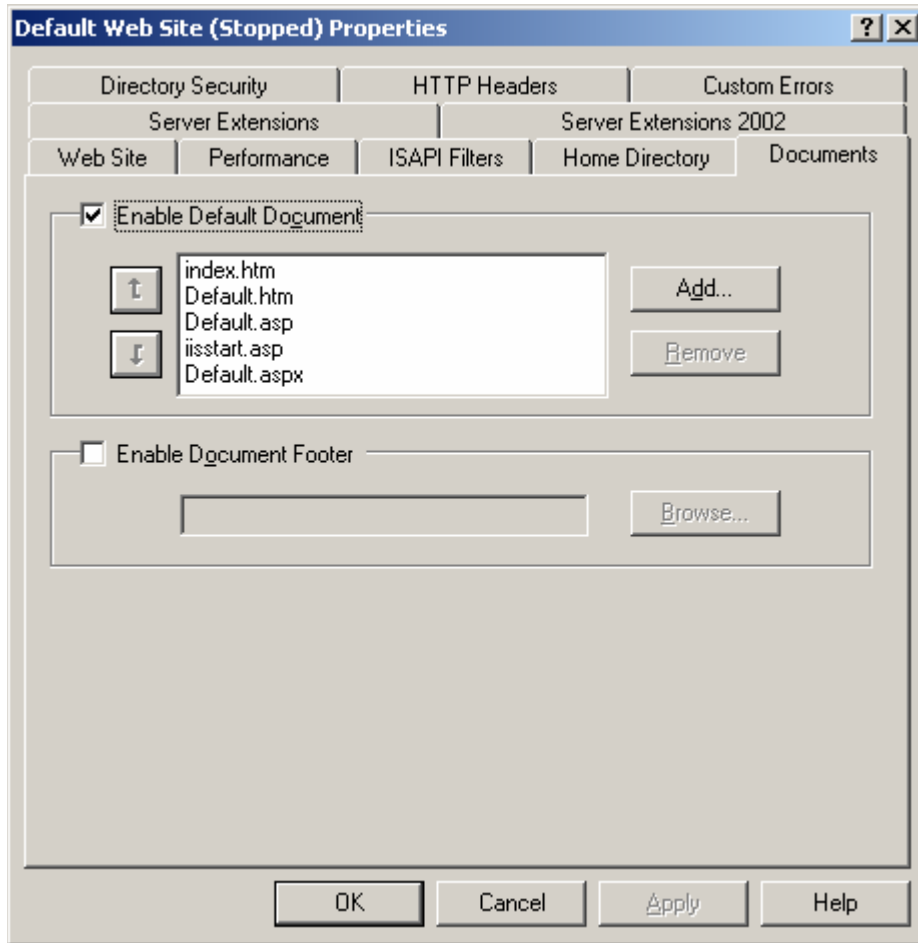 Default Web Site (Stopped) Properties
Directory Security HTTP Headers Custom Errors
Server Extensions Server Extensions 2002
Web Site Performance ISAPI Filters Home Directory Documents
Enable Default Document
index.htm
Default.htm
Default.asp
iisstart.asp
Default.aspx
Add...
Remove
Enable Document Footer
Browse...
OK Cancel Apply Help